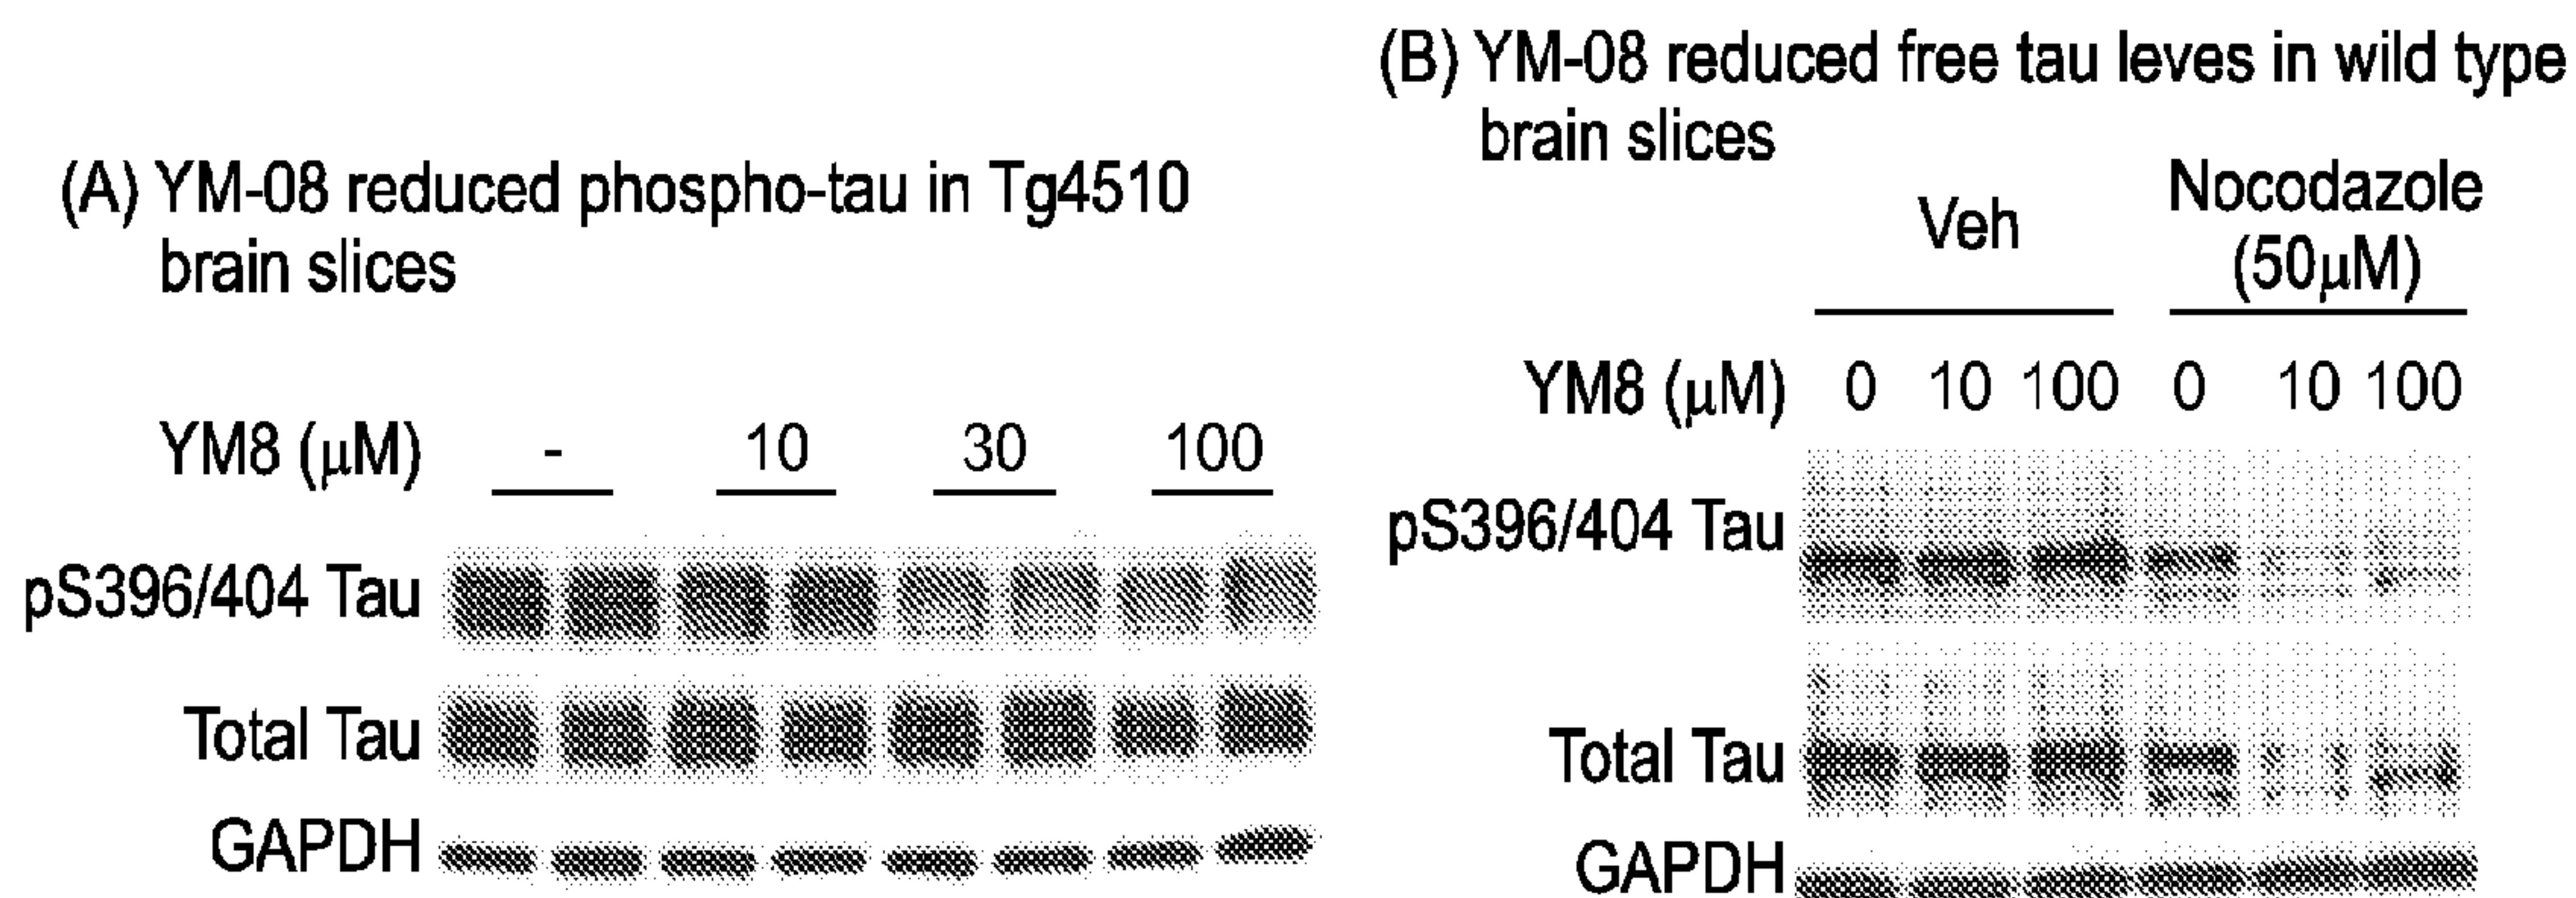 (A) YM-08 reduced phospho-tau in Tg4510
brain slices
YM8 (μM) - 10 30 100
pS396/404 Tau
Total Tau
GAPDH
(B) YM-08 reduced free tau leves in wild type
brain slices
Veh Nocodazole
(50μM)
YM8 (μM) 0 10 100 0 10 100
pS396/404 Tau
Total Tau
GAPDH